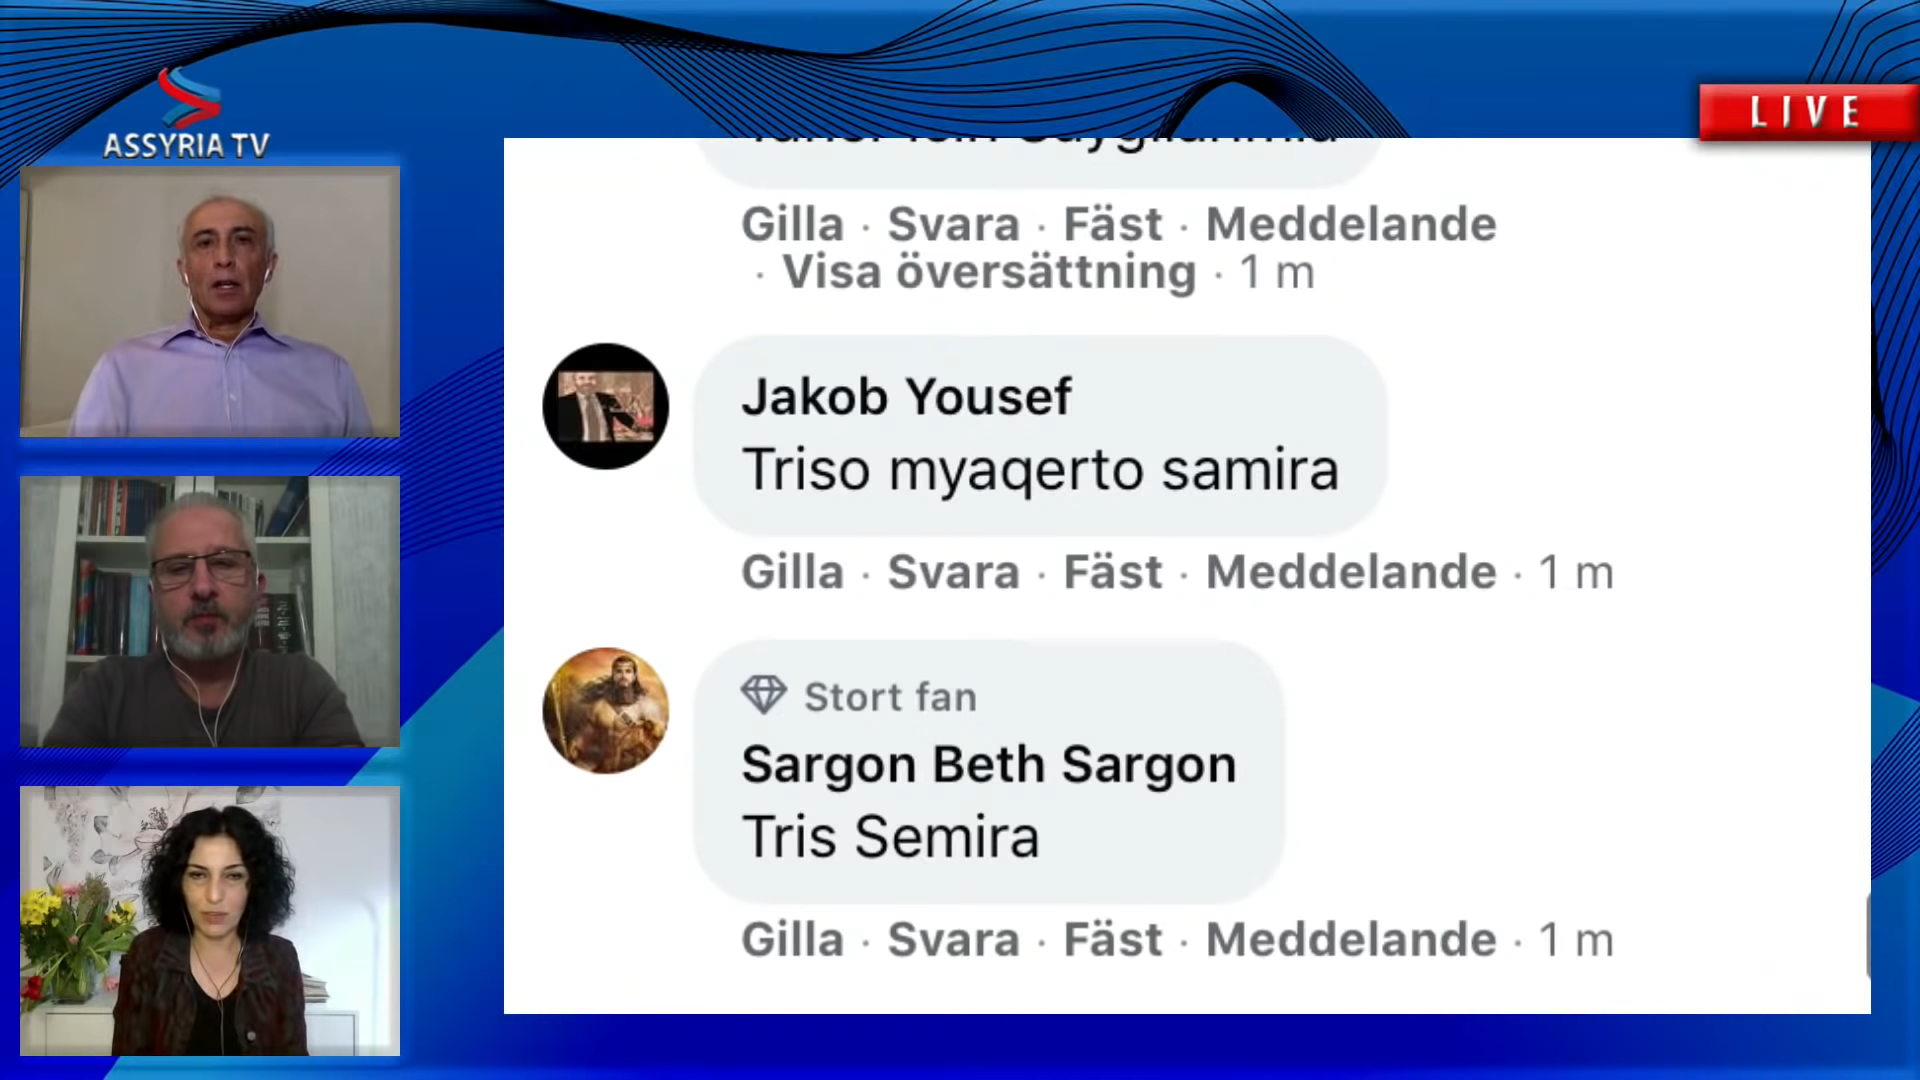 ASSYRIA TV
LIVE
Gilla · Svara · Fäst · Meddelande
· Visa översättning · 1 m
Jakob Yousef
Triso myaqerto samira
Gilla · Svara · Fäst · Meddelande · 1 m
Stort fan
Sargon Beth Sargon
Tris Semira
Gilla · Svara · Fäst · Meddelande · 1 m